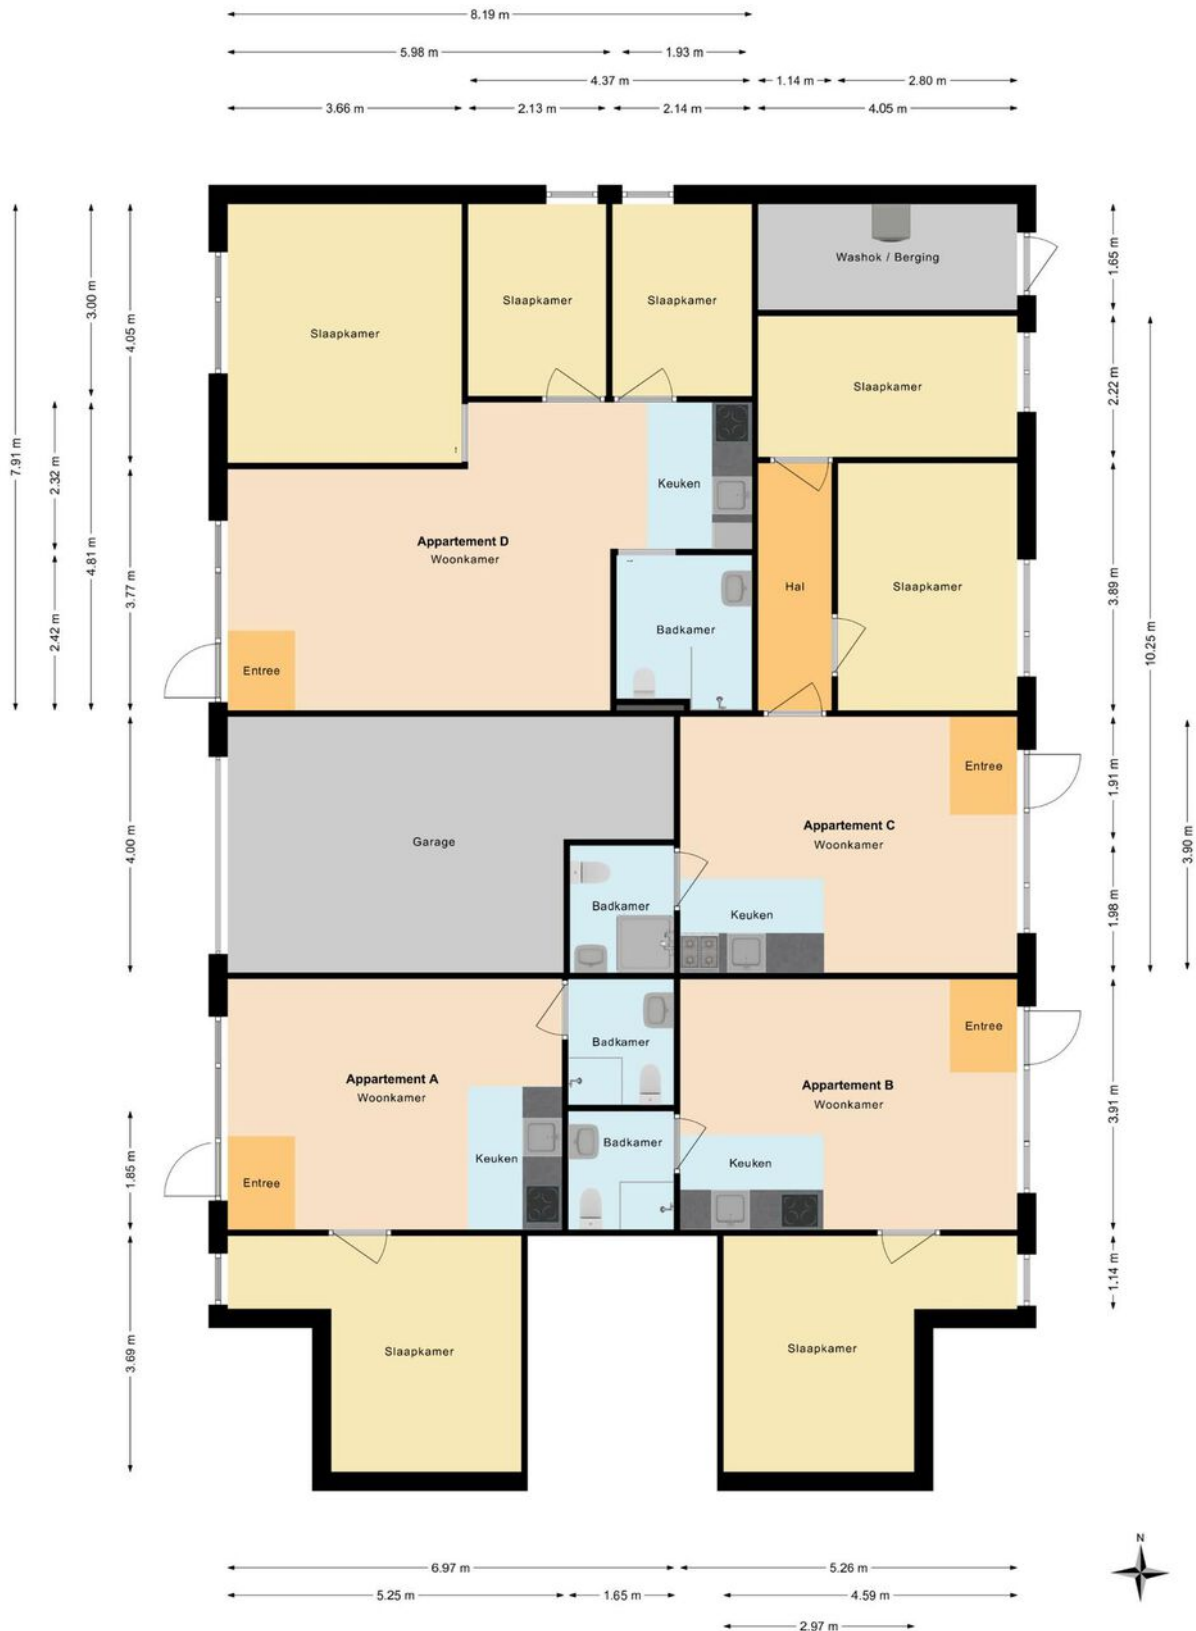 8.19 m
5.98 m
1.93 m
4.37 m
1.14 m
2.80 m
3.66 m
2.13 m
2.14 m
4.05 m
7.91 m
3.00 m
4.05 m
2.32 m
4.81 m
3.77 m
2.42 m
4.00 m
1.85 m
3.69 m
Slaapkamer
Slaapkamer
Slaapkamer
Washok / Berging
Slaapkamer
Keuken
Appartement D
Woonkamer
Hal
Slaapkamer
Badkamer
Entree
Garage
Entree
Appartement C
Woonkamer
Badkamer
Keuken
Entree
Badkamer
Appartement A
Woonkamer
Appartement B
Woonkamer
Badkamer
Keuken
Keuken
Entree
Slaapkamer
Slaapkamer
1.65 m
2.22 m
3.89 m
10.25 m
1.91 m
3.90 m
1.98 m
3.91 m
1.14 m
N
6.97 m
5.26 m
5.25 m
1.65 m
4.59 m
2.97 m